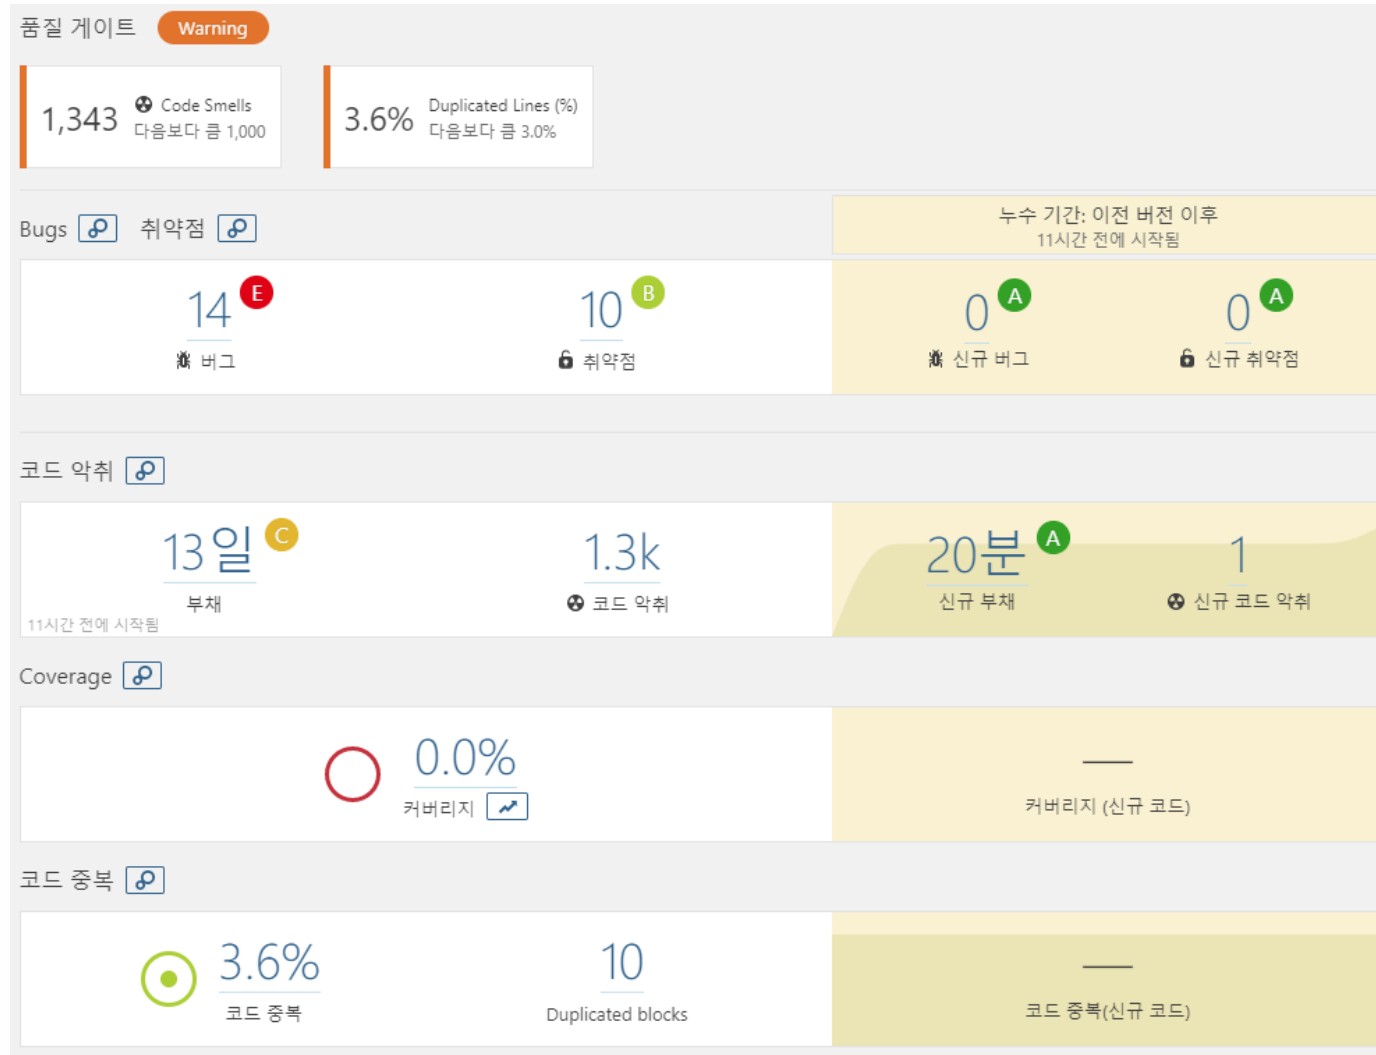 품질 게이트 Warning
1,343 Code Smells
다음보다 큼 1,000
3.6% Duplicated Lines (%)
다음보다 큼 3.0%
Bugs 취약점
누수 기간: 이전 버전 이후
11시간 전에 시작됨
14 E
버그
10 B
취약점
0 A
신규 버그
0 A
신규 취약점
코드 악취
13일 C
부채
11시간 전에 시작됨
1.3k
코드 악취
20분 A
신규 부채
1
신규 코드 악취
Coverage
0.0%
커버리지
—
커버리지 (신규 코드)
코드 중복
3.6%
코드 중복
10
Duplicated blocks
—
코드 중복(신규 코드)